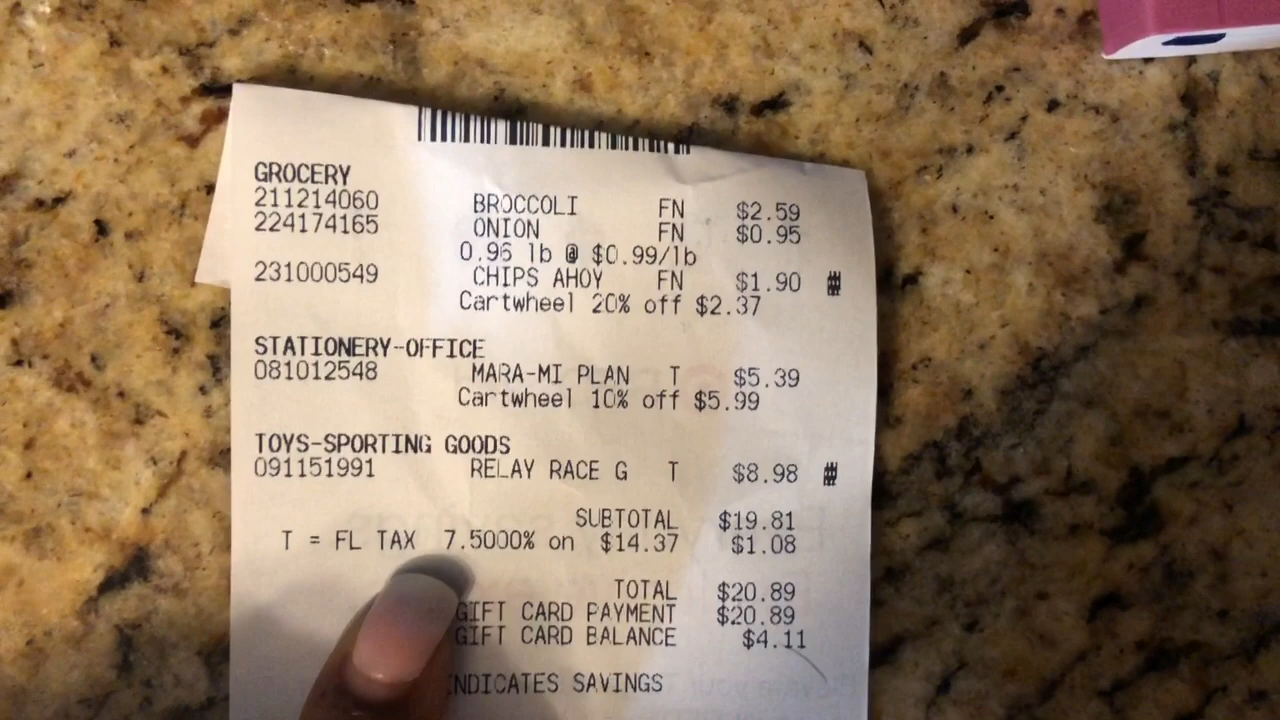 GROCERY
211214060 BROCCOLI FN $2.59
224174165 ONION FN $0.95
0.96 lb @ $0.99/lb
231000549 CHIPS AHOY FN $1.90
Cartwheel 20% off $2.37
STATIONERY-OFFICE
081012548 MARA-MI PLAN T $5.39
Cartwheel 10% off $5.99
TOYS-SPORTING GOODS
091151991 RELAY RACE G T $8.98
SUBTOTAL $19.81
T = FL TAX 7.5000% on $14.37 $1.08
TOTAL $20.89
GIFT CARD PAYMENT $20.89
GIFT CARD BALANCE $4.11
INDICATES SAVINGS